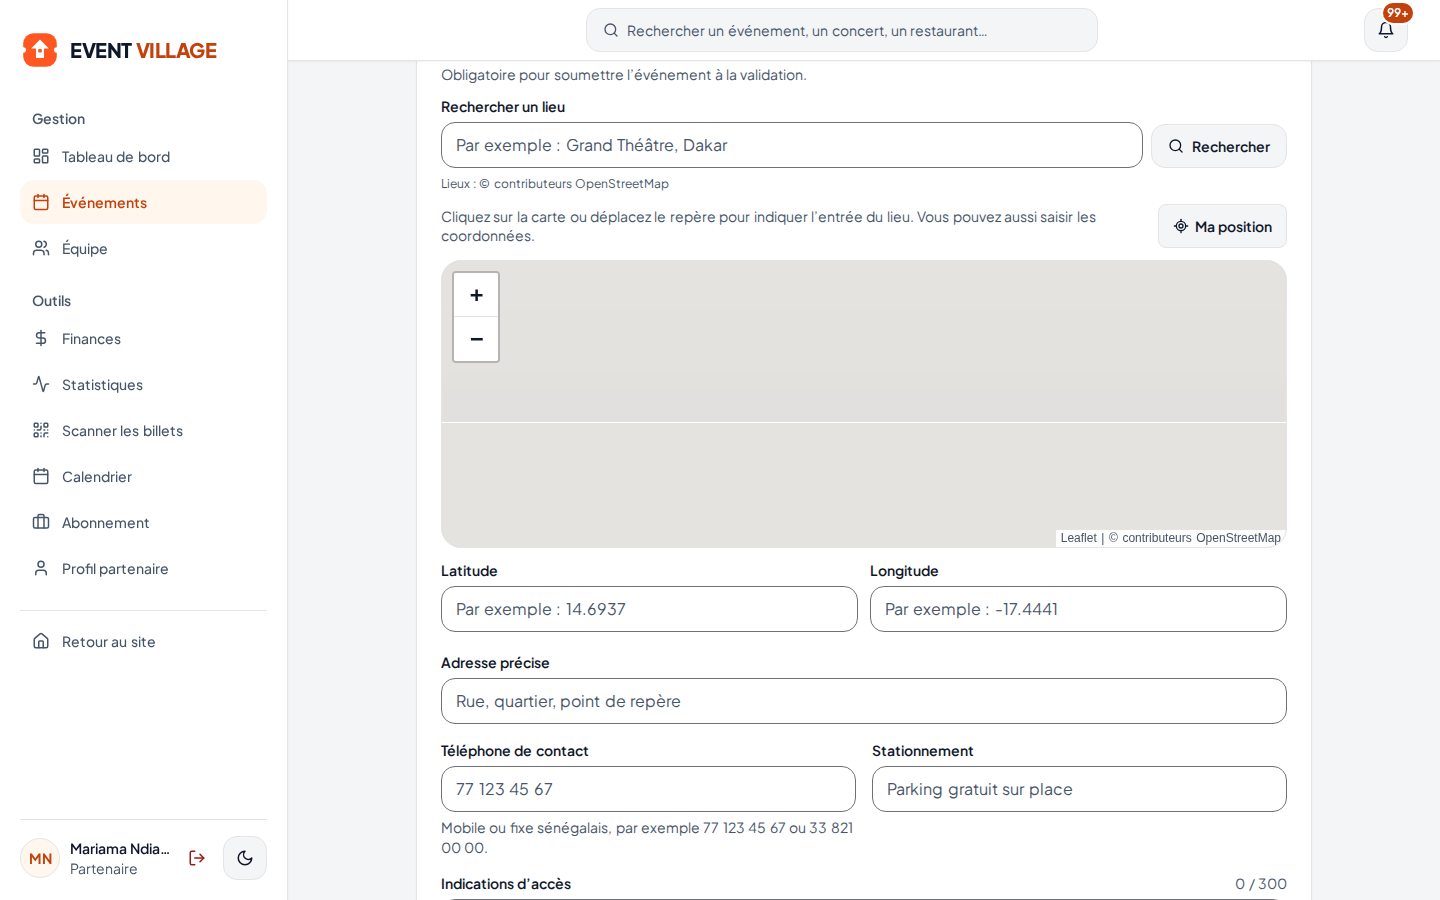 EVENT VILLAGE
Rechercher un événement, un concert, un restaurant...
99+
Gestion
Tableau de bord
Événements
Équipe
Outils
Finances
Statistiques
Scanner les billets
Calendrier
Abonnement
Profil partenaire
Retour au site
MN
Mariama Ndia...
Partenaire
Obligatoire pour soumettre l'événement à la validation.
Rechercher un lieu
Par exemple : Grand Théâtre, Dakar
Rechercher
Lieux : © contributeurs OpenStreetMap
Cliquez sur la carte ou déplacez le repère pour indiquer l'entrée du lieu. Vous pouvez aussi saisir les
coordonnées.
Ma position
+
−
Leaflet | © contributeurs OpenStreetMap
Latitude
Longitude
Par exemple : 14.6937
Par exemple : -17.4441
Adresse précise
Rue, quartier, point de repère
Téléphone de contact
Stationnement
77 123 45 67
Parking gratuit sur place
Mobile ou fixe sénégalais, par exemple 77 123 45 67 ou 33 821
00 00.
Indications d'accès
0 / 300